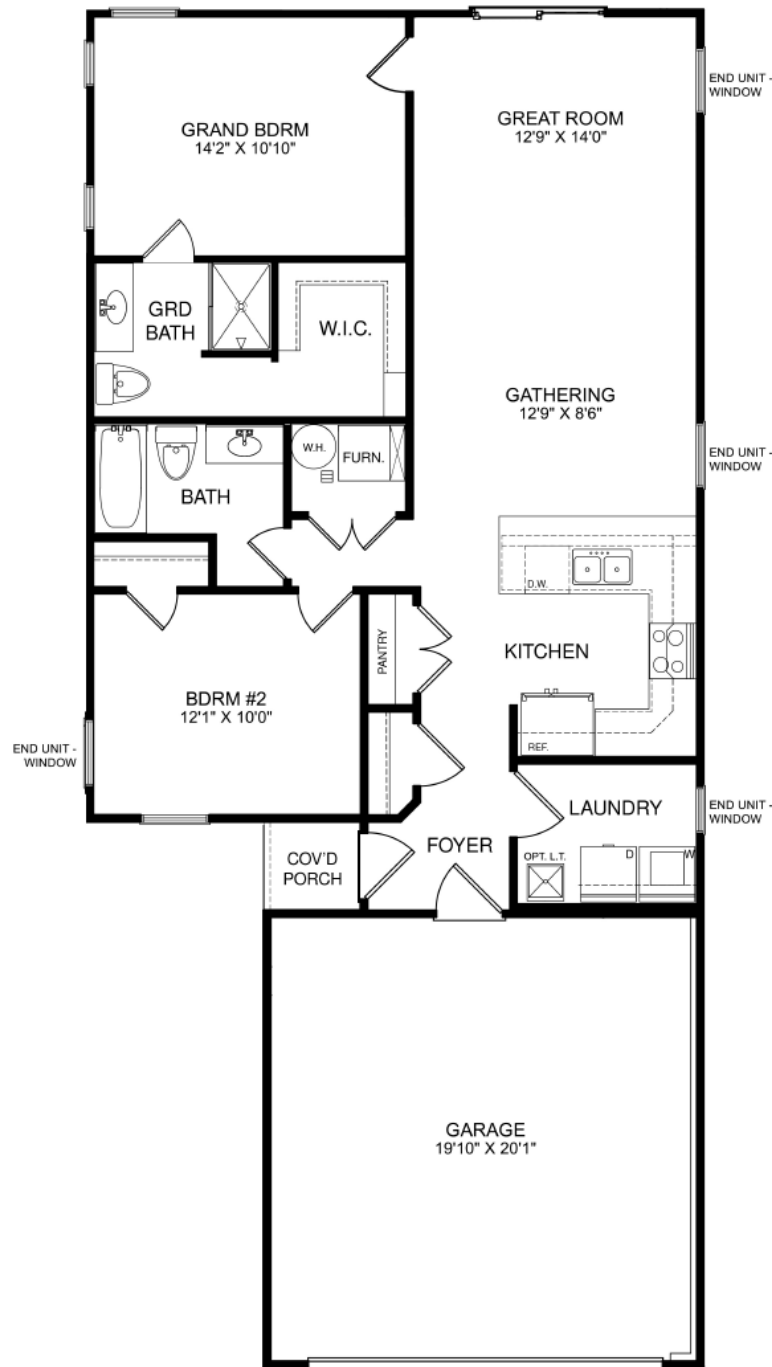 END UNIT -
WINDOW
GREAT ROOM
12'9" X 14'0"
GRAND BDRM
14'2" X 10'10"
GRD
BATH
W.I.C.
GATHERING
12'9" X 8'6"
END UNIT -
WINDOW
W.H.
FURN.
BATH
D.W.
PANTRY
KITCHEN
BDRM #2
12'1" X 10'0"
END UNIT -
WINDOW
REF.
LAUNDRY
END UNIT -
WINDOW
FOYER
COV'D
PORCH
OPT. L.T.
D
W
GARAGE
19'10" X 20'1"